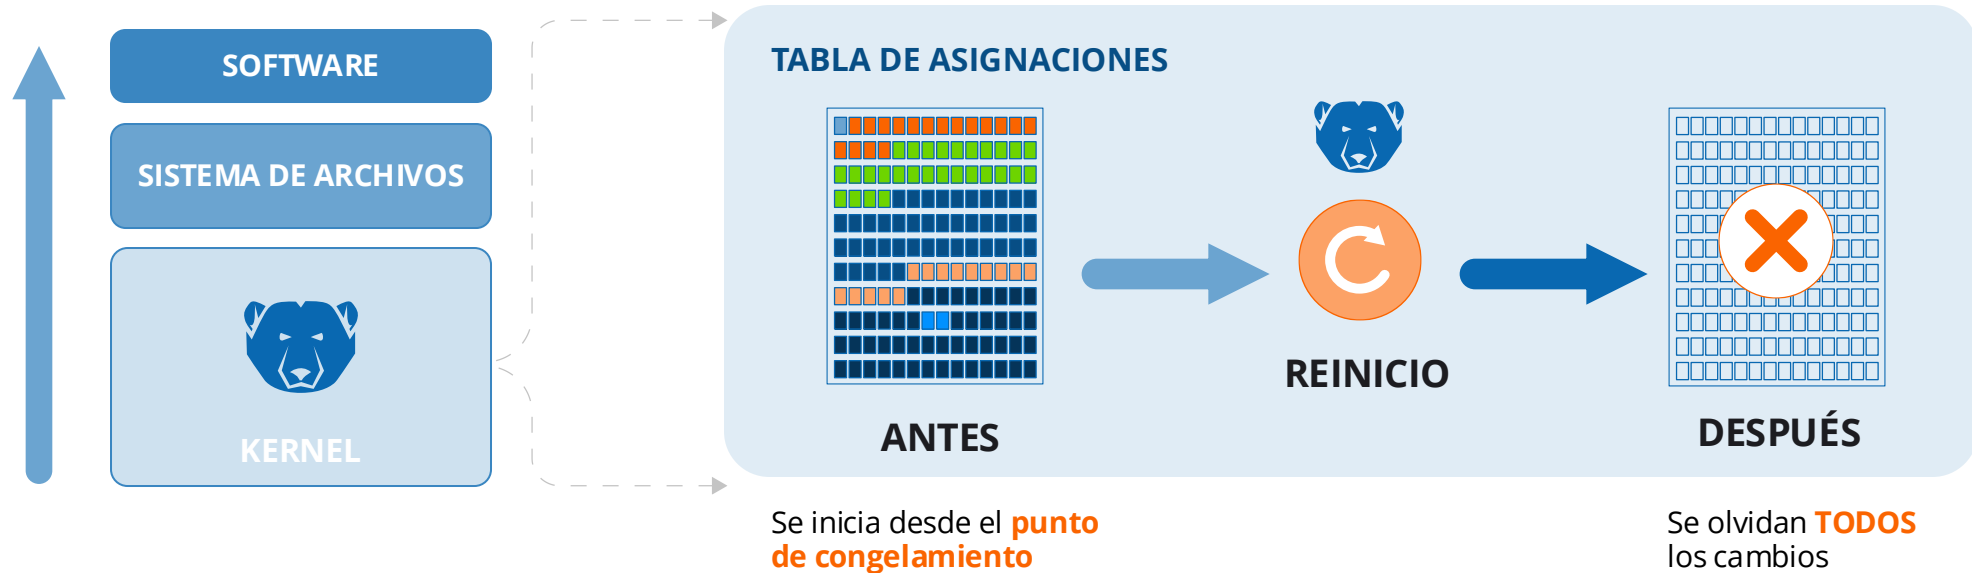 SOFTWARE
SISTEMA DE ARCHIVOS
KERNEL
TABLA DE ASIGNACIONES
ANTES
REINICIO
DESPUÉS
Se inicia desde el punto
de congelamiento
Se olvidan TODOS
los cambios